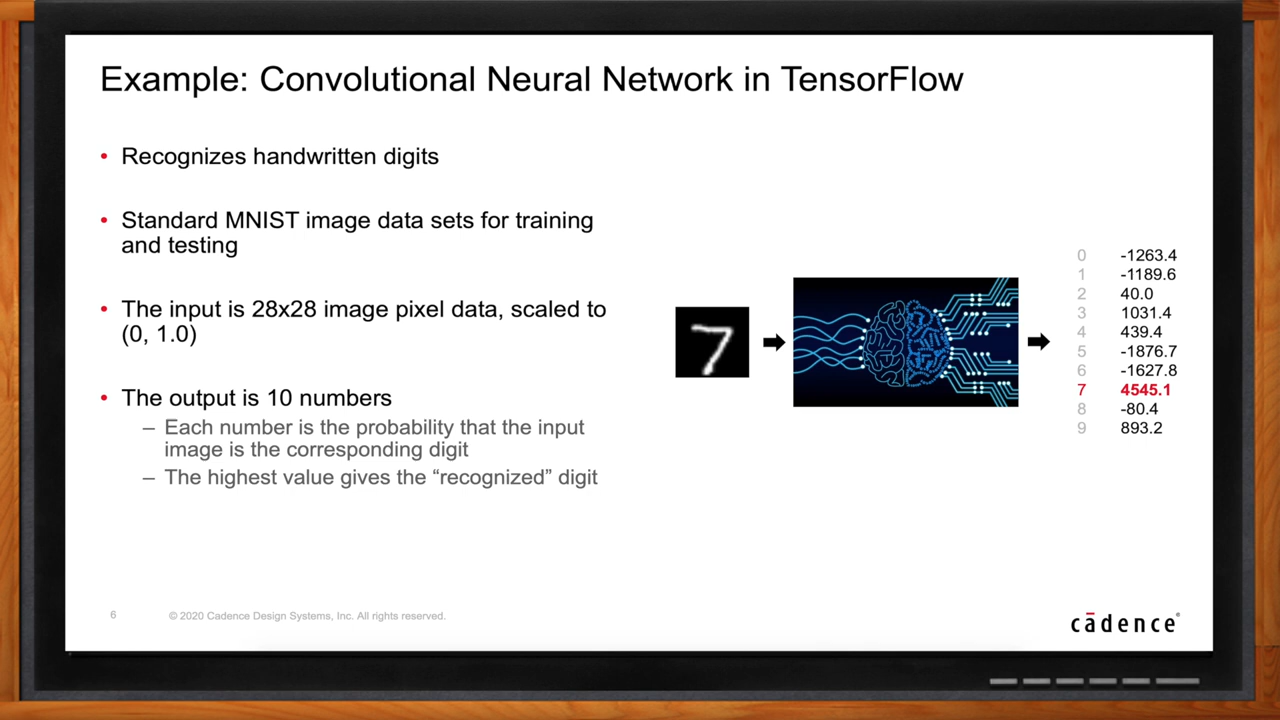 Example: Convolutional Neural Network in TensorFlow
• Recognizes handwritten digits
• Standard MNIST image data sets for training
and testing
• The input is 28x28 image pixel data, scaled to
(0, 1.0)
• The output is 10 numbers
– Each number is the probability that the input
image is the corresponding digit
– The highest value gives the “recognized” digit
7
0 -1263.4
1 -1189.6
2 40.0
3 1031.4
4 439.4
5 -1876.7
6 -1627.8
7 4545.1
8 -80.4
9 893.2
6 © 2020 Cadence Design Systems, Inc. All rights reserved.
cādence®